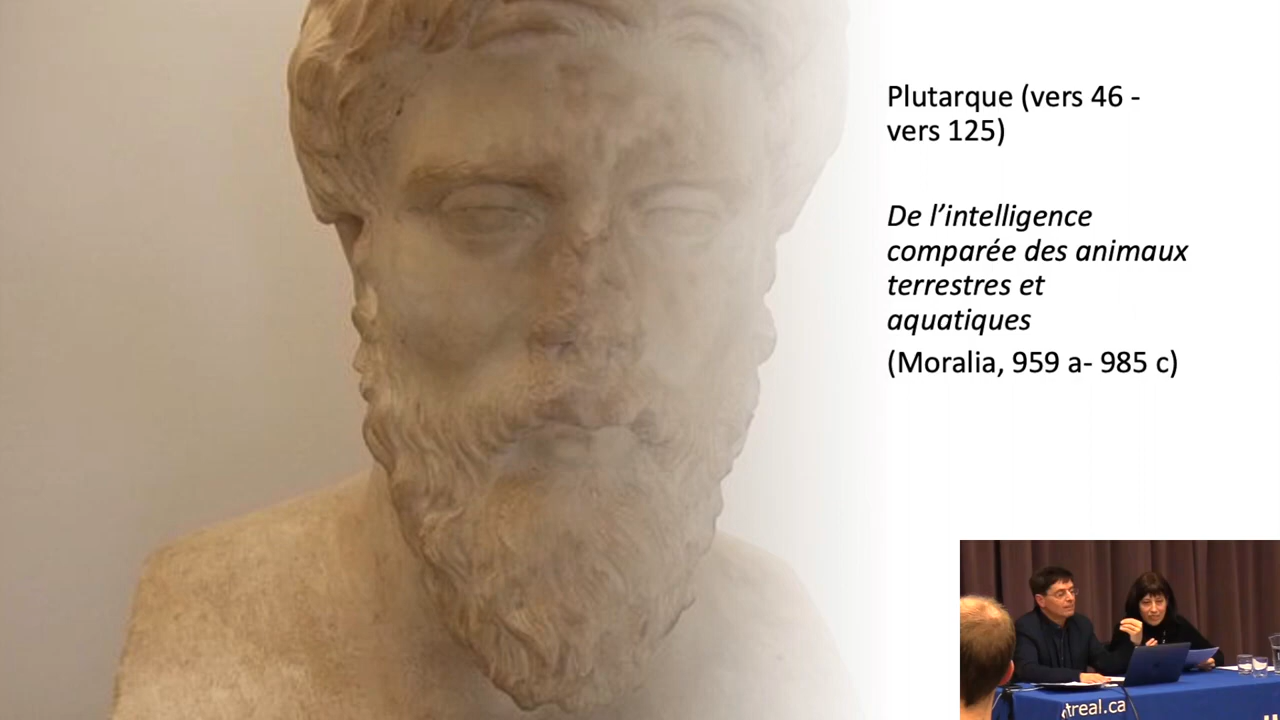 Plutarque (vers 46 -
vers 125)
De l’intelligence
comparée des animaux
terrestres et
aquatiques
(Moralia, 959 a- 985 c)
treal.ca